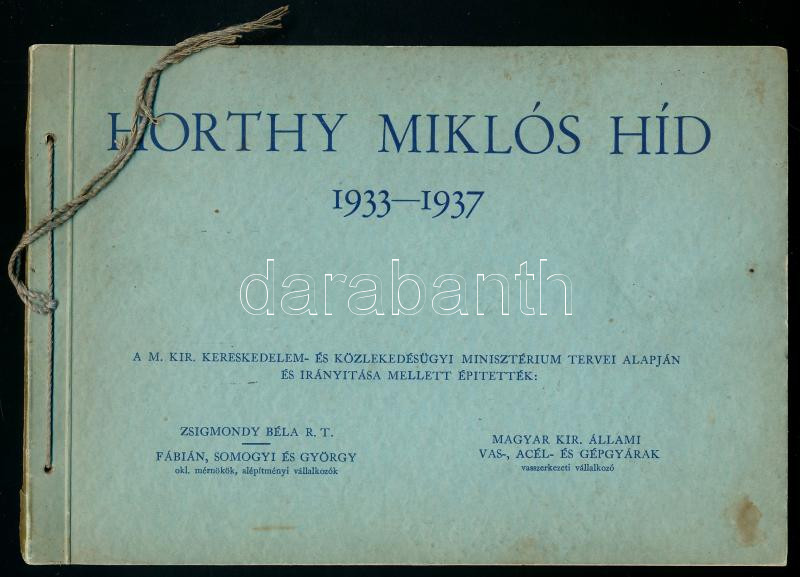 HORTHY MIKLÓS HÍD
1933—1937
darabanth
A M. KIR. KERESKEDELEM- ÉS KÖZLEKEDÉSÜGYI MINISZTÉRIUM TERVEI ALAPJÁN
ÉS IRÁNYITÁSA MELLETT ÉPITETTÉK:
ZSIGMONDY BÉLA R. T.
FÁBIÁN, SOMOGYI ÉS GYÖRGY
okl. mérnökök, alépítményi vállalkozók
MAGYAR KIR. ÁLLAMI
VAS-, ACÉL- ÉS GÉPGYÁRAK
vasszerkezeti vállalkozó